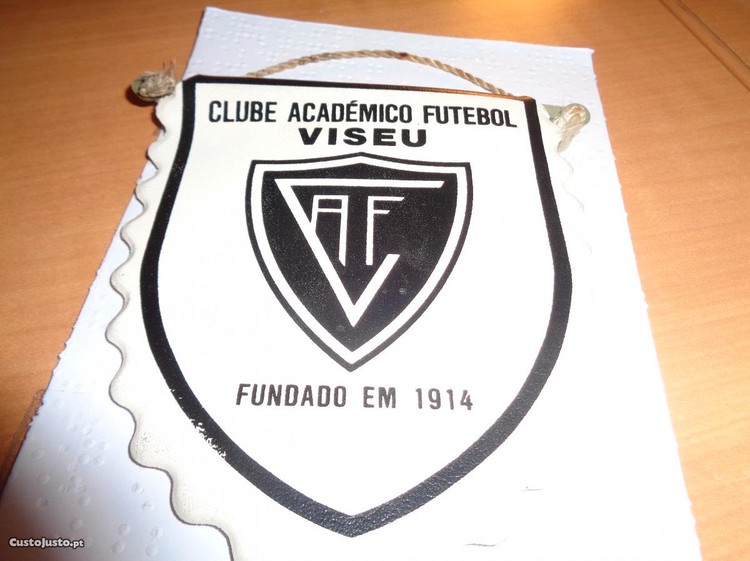 CLUBE ACADÉMICO FUTEBOL
VISEU
CAF
V
FUNDADO EM 1914
CustoJusto.pt